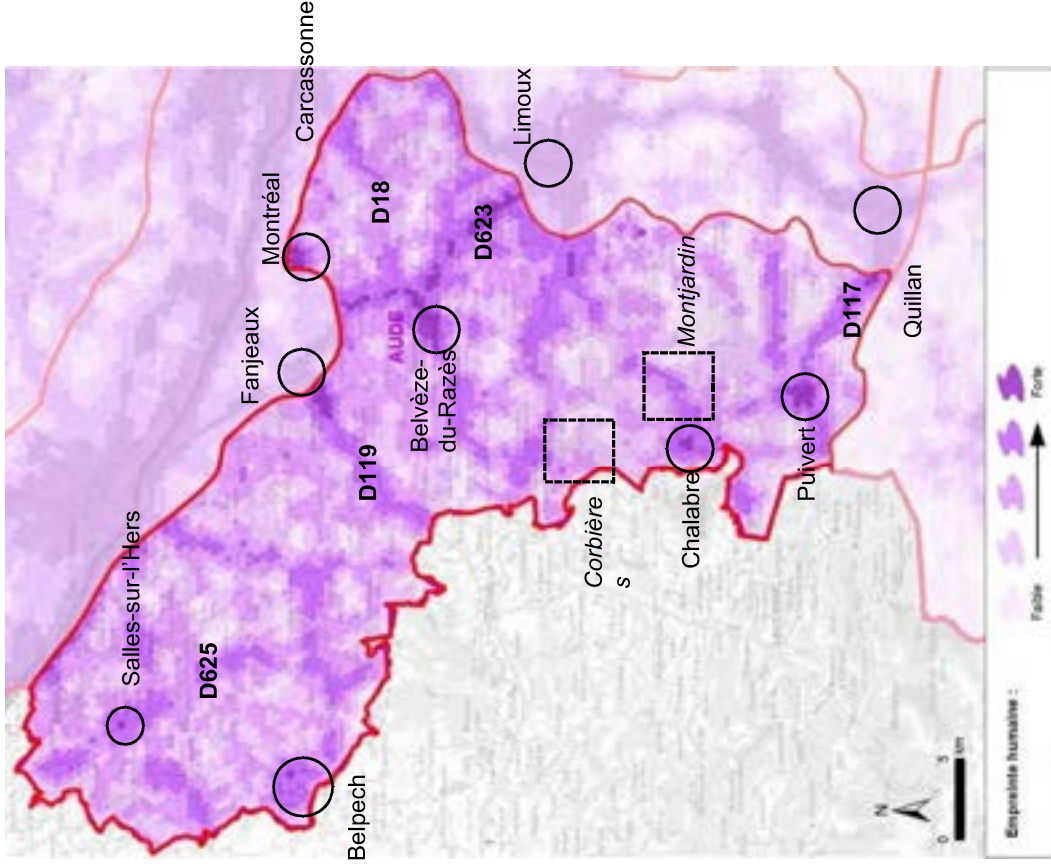 Salles-sur-l'Hers
D625
Fanjeaux
Montréal
Carcassonne
Belpech
D119
D18
AUDE
Belvèze-
du-Razès
D623
Limoux
Corbière
s
Chalabre
Montjardin
Puivert
D117
Quillan
N
0 5
km
Empreinte humaine :
Faible
Forte